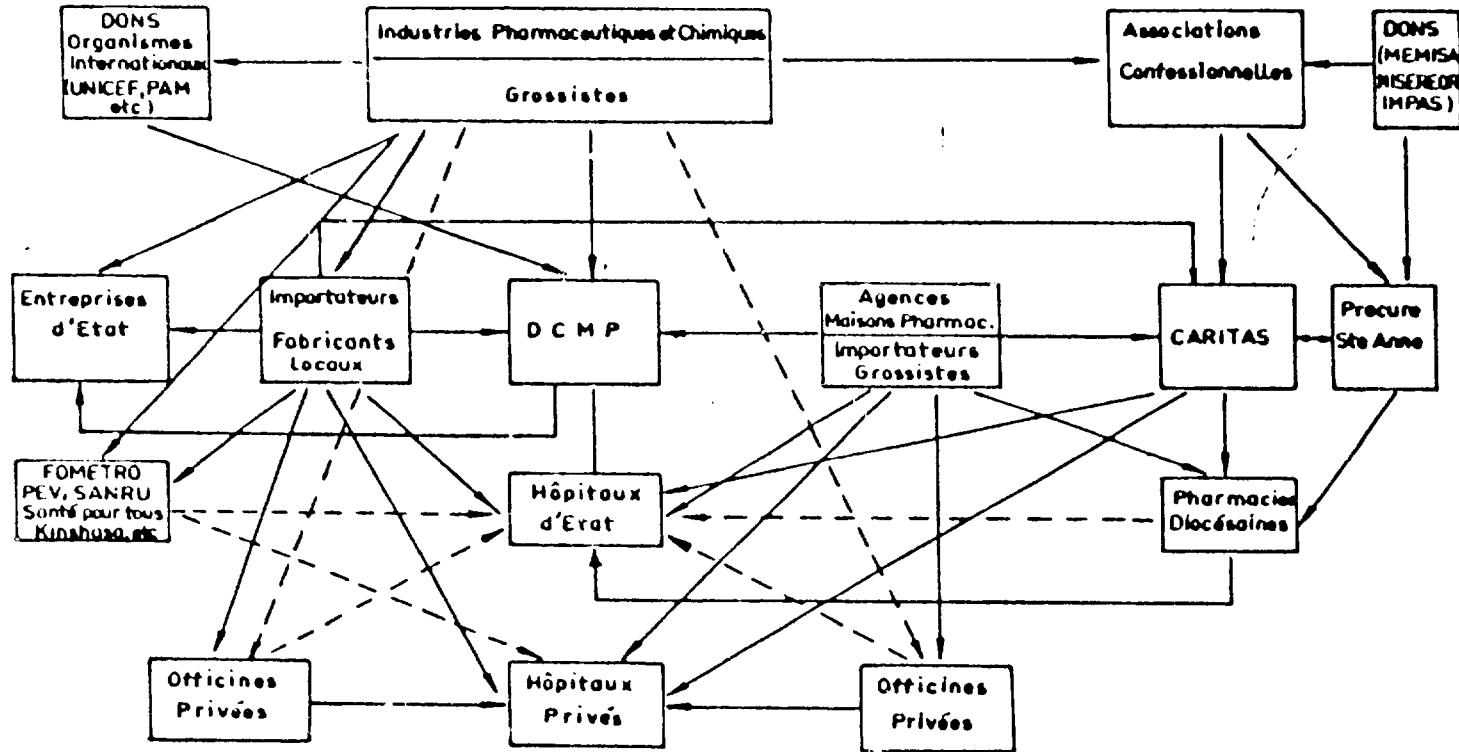 DONS
Organismes
Internationaux
(UNICEF, PAM
etc)
Industries Pharmaceutiques et Chimiques
Grossistes
Associations
Confessionnelles
DONS
(MEMISA
MISEREOR
IMPAS)
Entreprises
d'Etat
Importateurs
Fabricants
Locaux
DCMP
Agences
Maisons Pharmac.
Importateurs
Grossistes
CARITAS
Procure
Ste Anne
FOMETRO
PEV, SANRU
Santé pour tous
Kinshasa, etc
Hôpitaux
d'Etat
Pharmacies
Diocésaines
Officines
Privées
Hôpitaux
Privés
Officines
Privées